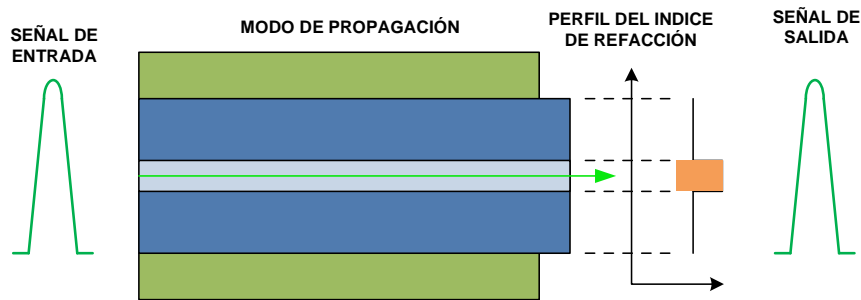 SEÑAL DE
ENTRADA
MODO DE PROPAGACIÓN
PERFIL DEL INDICE
DE REFACCIÓN
SEÑAL DE
SALIDA